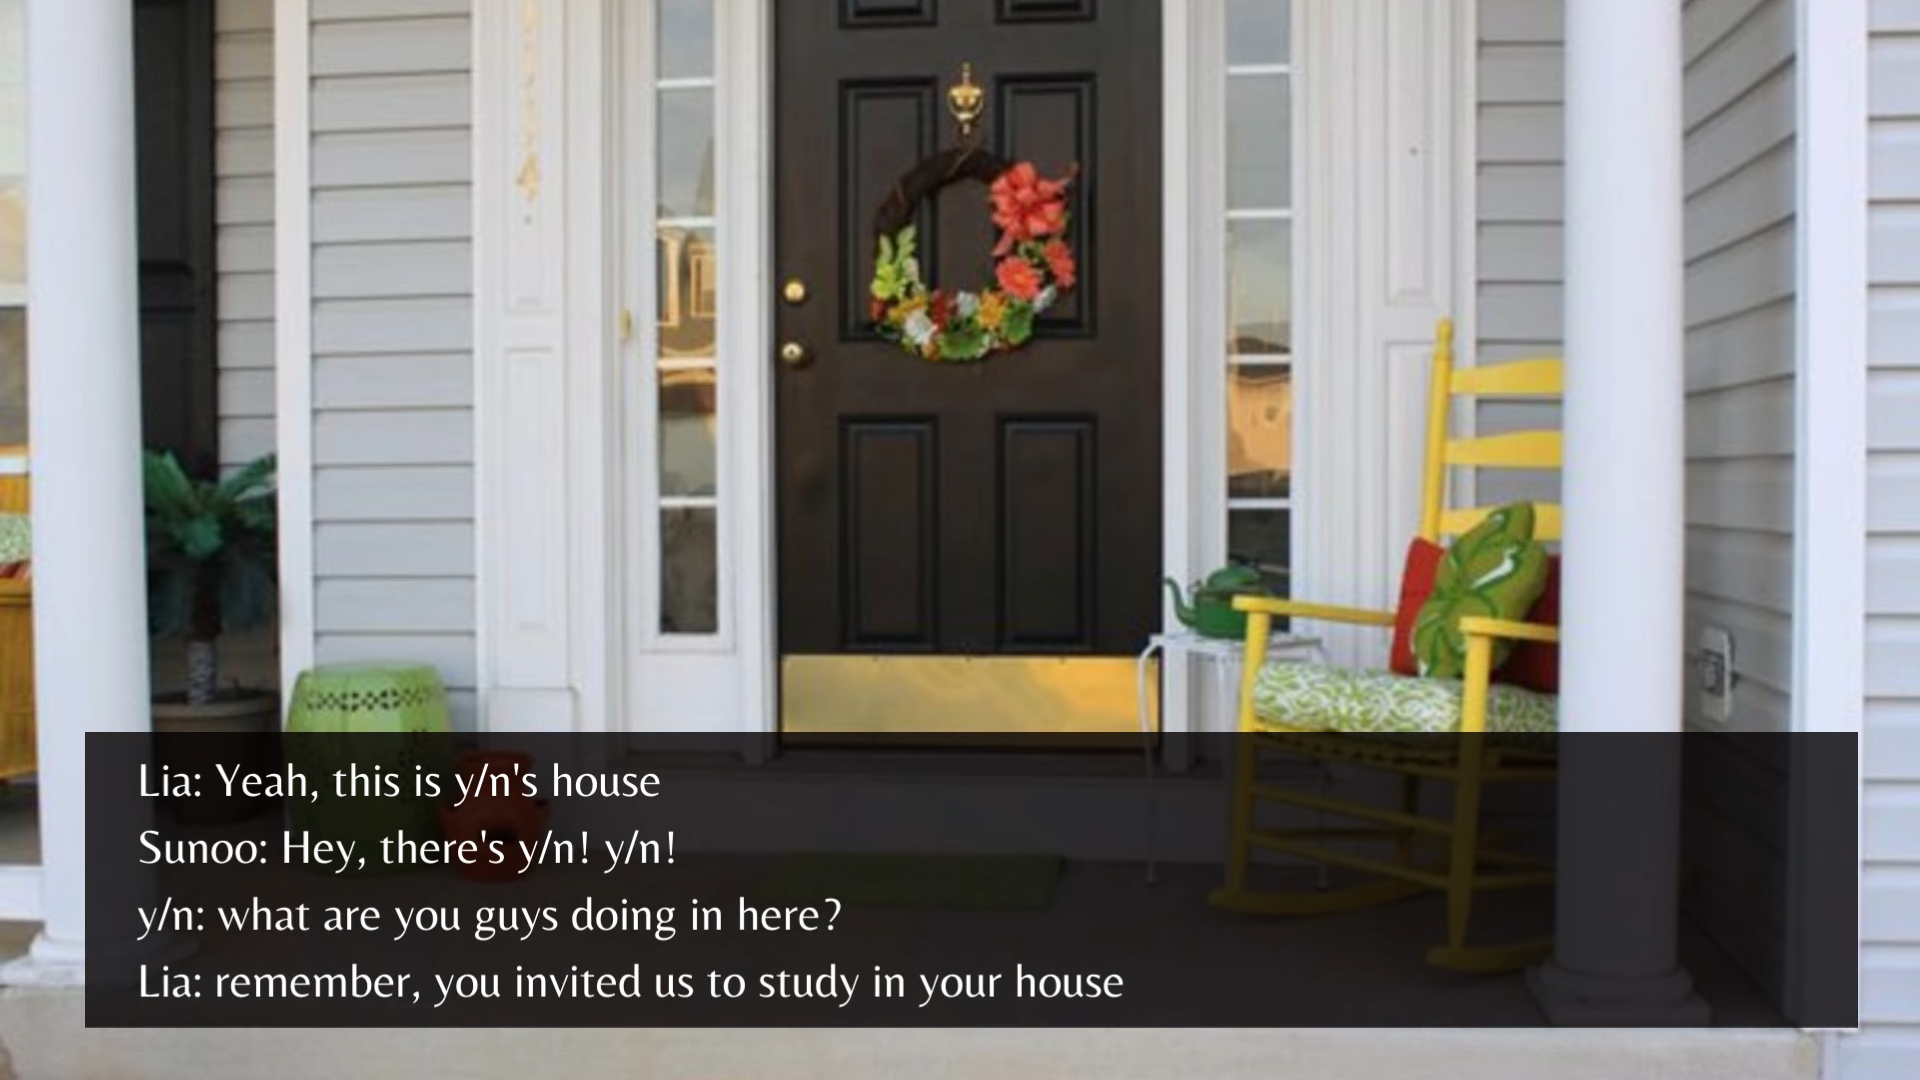 Lia: Yeah, this is y/n's house
Sunoo: Hey, there's y/n! y/n!
y/n: what are you guys doing in here?
Lia: remember, you invited us to study in your house